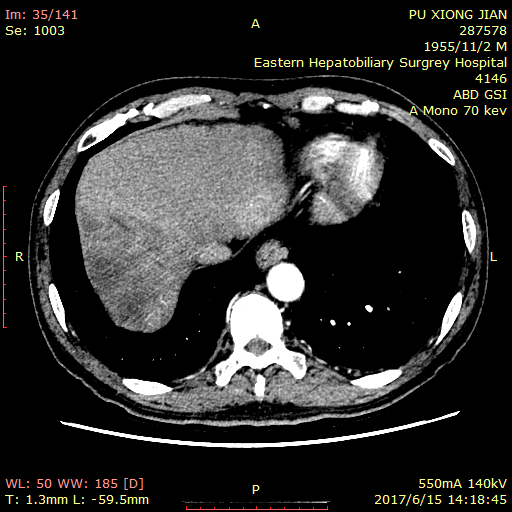 Im: 35/141
Se: 1003
A
PU XIONG JIAN
287578
1955/11/2 M
Eastern Hepatobiliary Surgrey Hospital
4146
ABD GSI
A Mono 70 kev
R
L
WL: 50 WW: 185 [D]
T: 1.3mm L: -59.5mm
P
550mA 140kV
2017/6/15 14:18:45